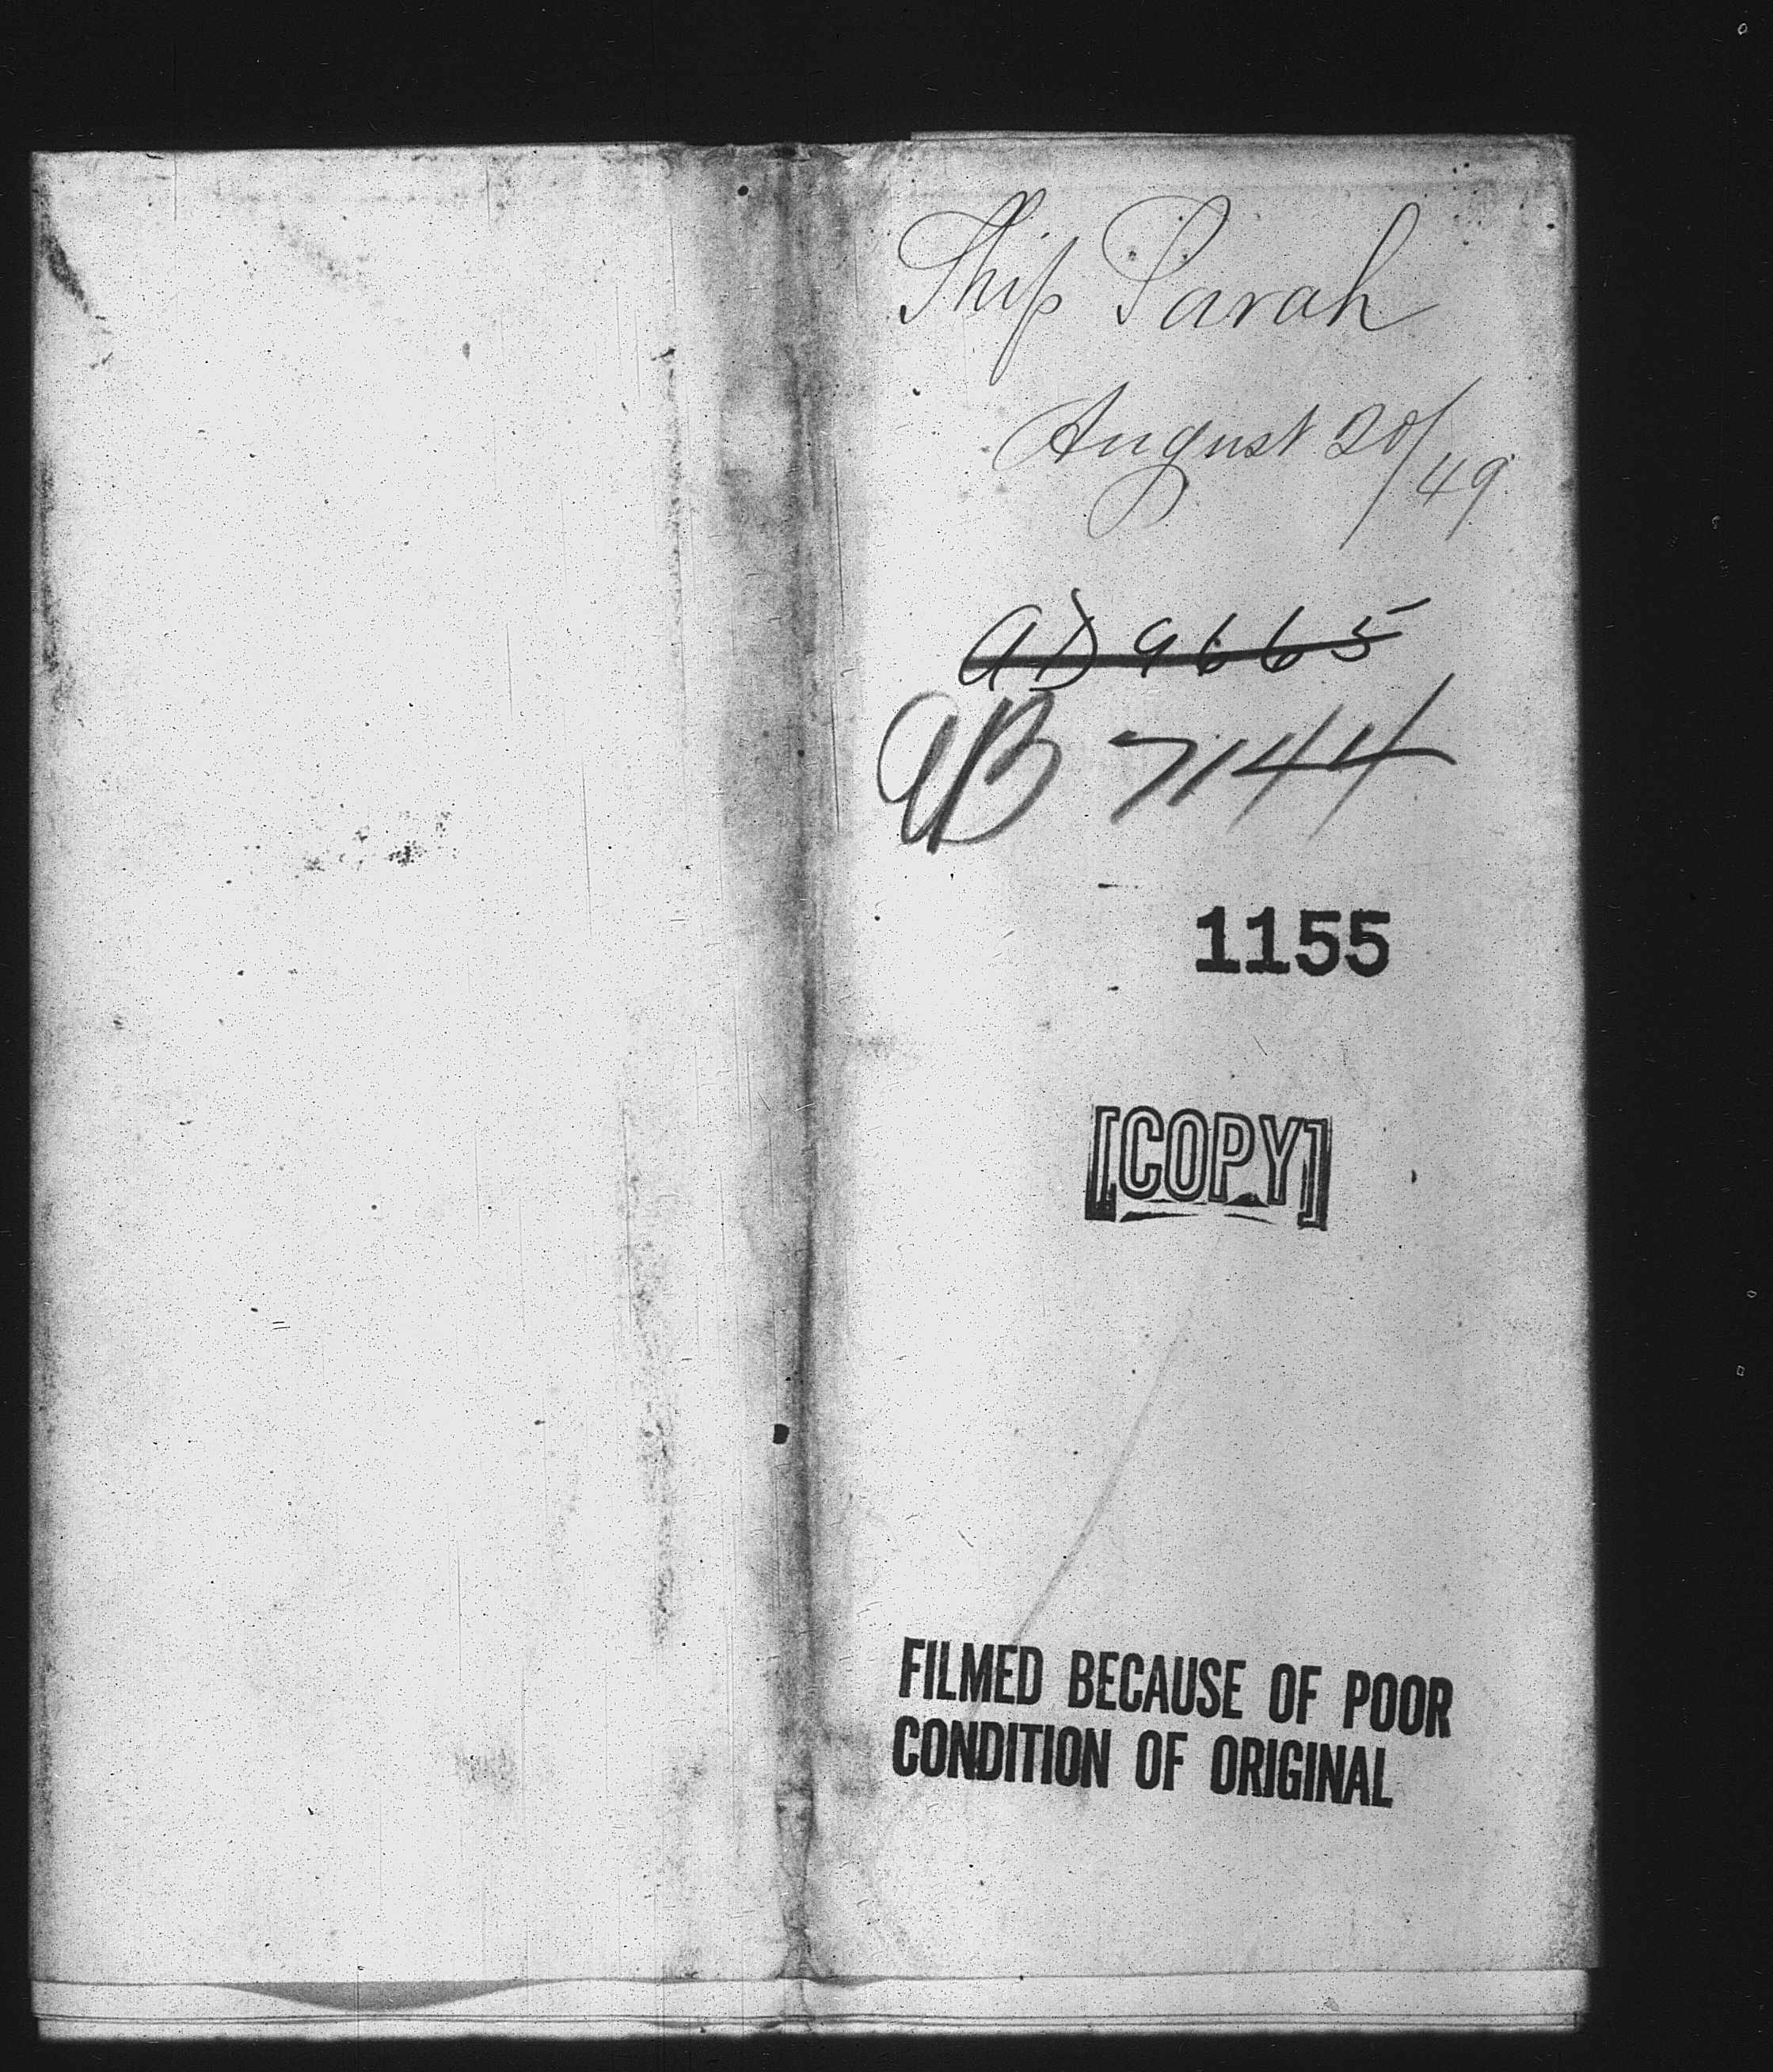 Ship Sarah
August 20/49
AD 9665
AB 7144
1155
[COPY]
FILMED BECAUSE OF POOR
CONDITION OF ORIGINAL